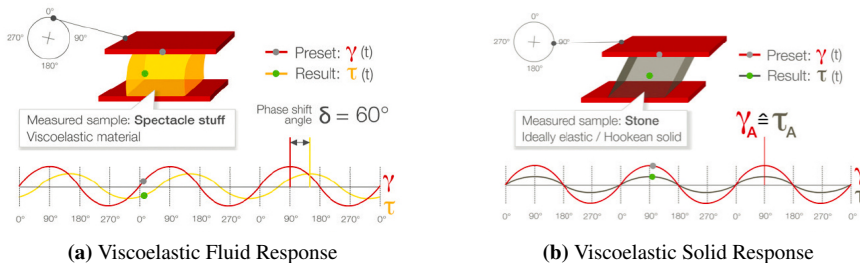 0°
270°
90°
180°
Preset: γ (t)
Result: τ (t)
Measured sample: Spectacle stuff
Viscoelastic material
Phase shift
angle
δ = 60°
γ
τ
0° 90° 180° 270° 0° 90° 180° 270° 0° 90° 180° 270° 0°
(a) Viscoelastic Fluid Response
0°
270°
90°
180°
Preset: γ (t)
Result: τ (t)
Measured sample: Stone
Ideally elastic / Hookean solid
γA ≙ τA
γ
τ
0° 90° 180° 270° 0° 90° 180° 270° 0° 90° 180° 270° 0°
(b) Viscoelastic Solid Response